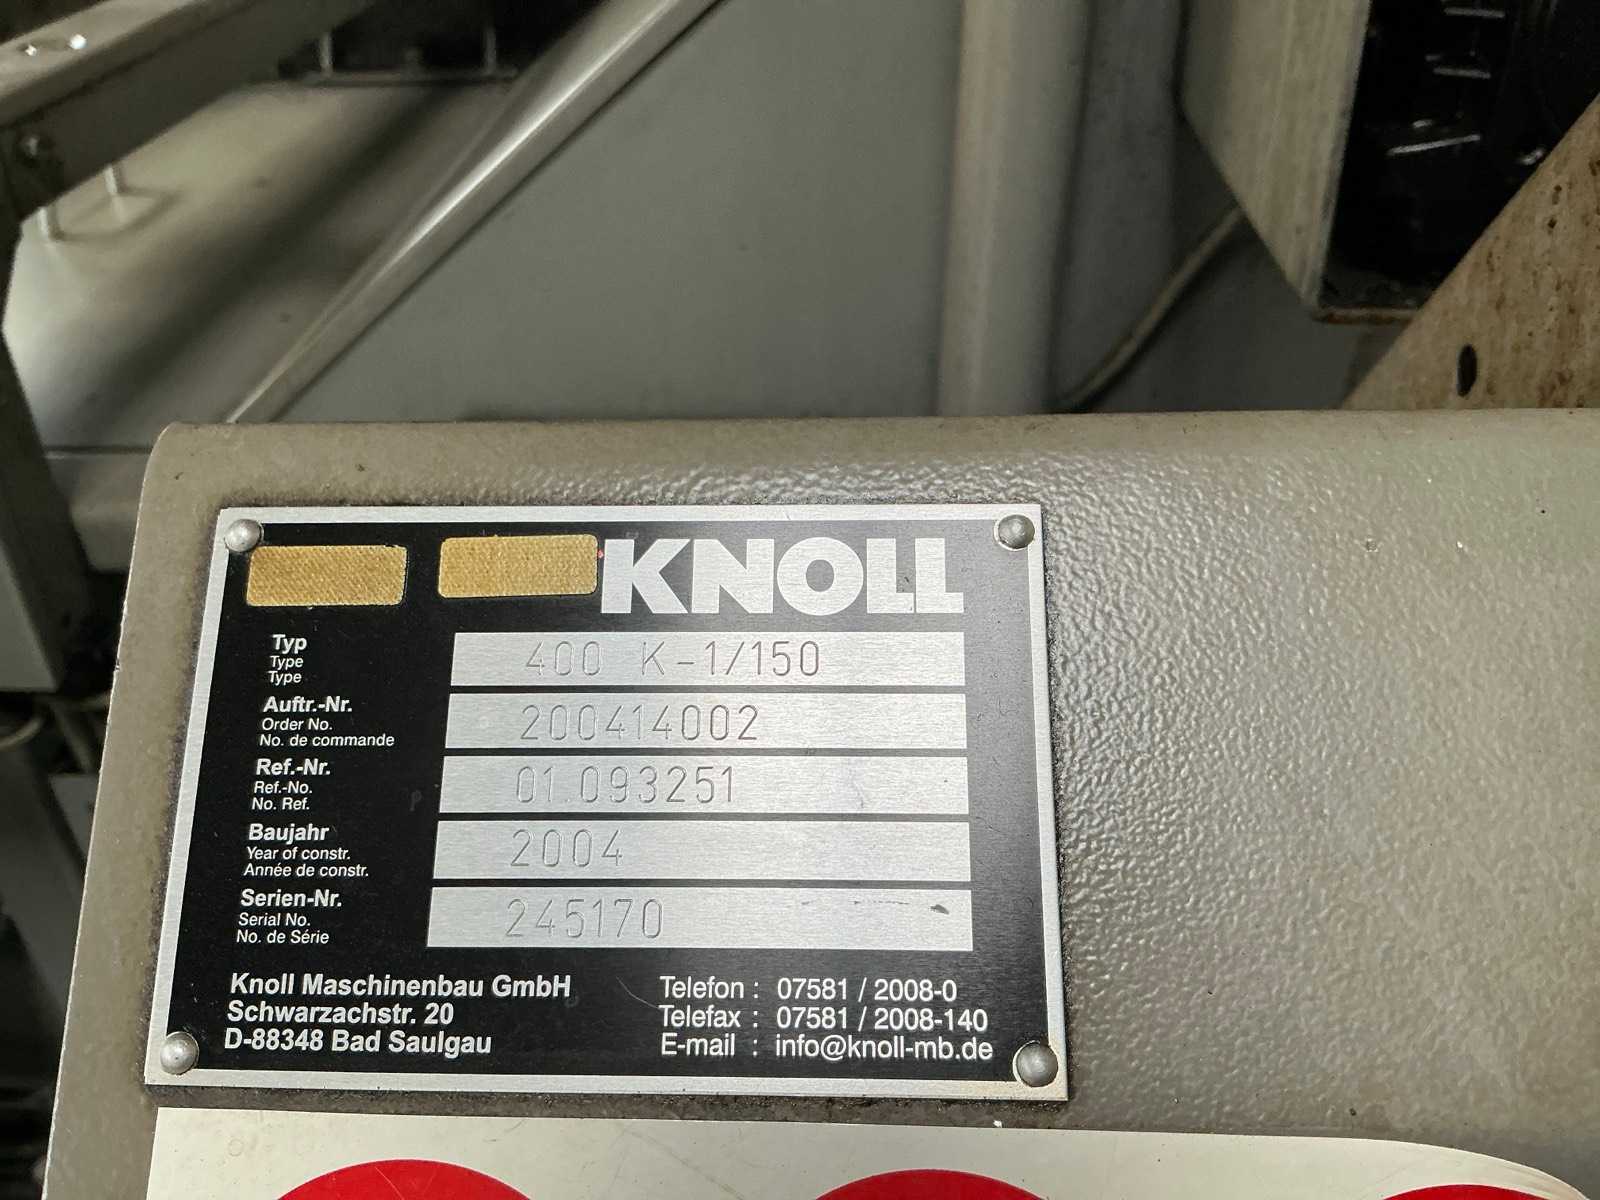 KNOLL
Typ
Type
Type
400 K-1/150
Auftr.-Nr.
Order No.
No. de commande
200414002
Ref.-Nr.
Ref.-No.
No. Ref.
01.093251
Baujahr
Year of constr.
Année de constr.
2004
Serien-Nr.
Serial No.
No. de Série
245170
Knoll Maschinenbau GmbH
Schwarzachstr. 20
D-88348 Bad Saulgau
Telefon : 07581 / 2008-0
Telefax : 07581 / 2008-140
E-mail : info@knoll-mb.de